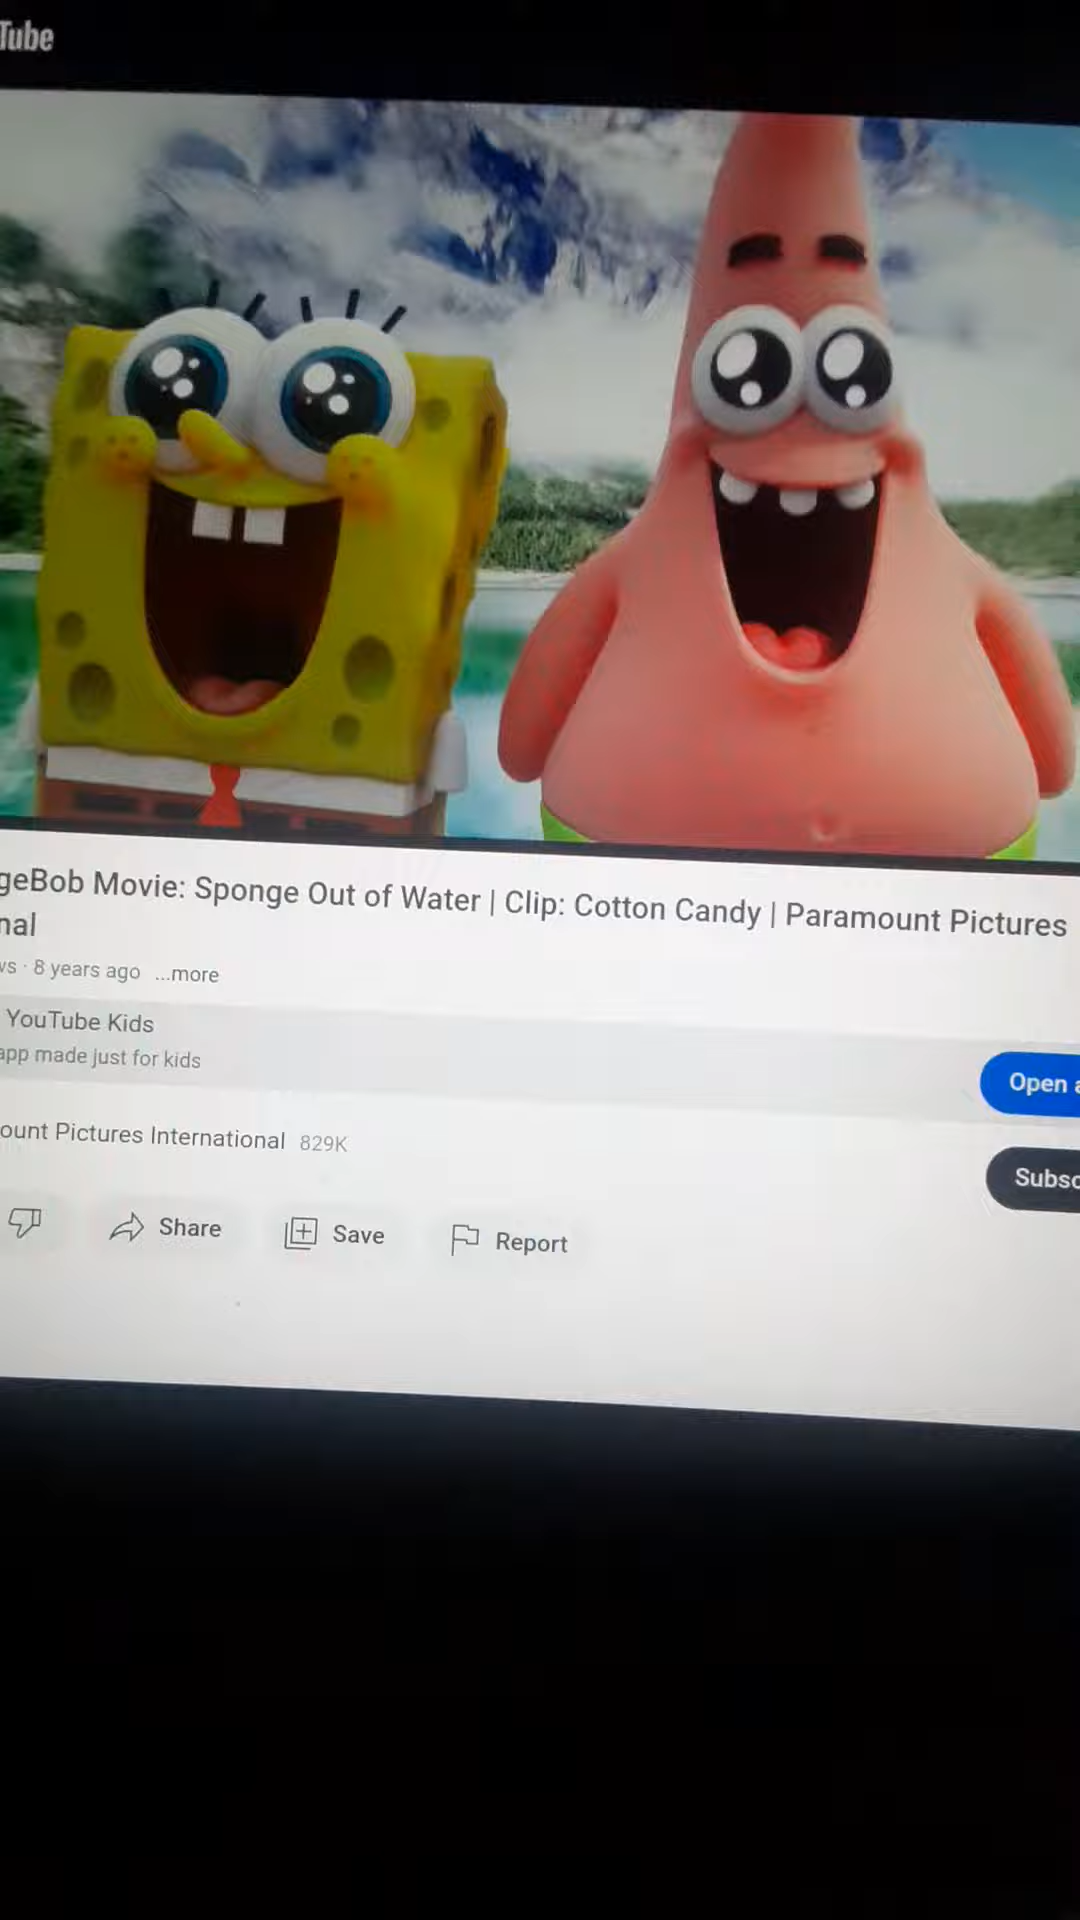 Tube
geBob Movie: Sponge Out of Water | Clip: Cotton Candy | Paramount Pictures
nal
ws · 8 years ago ...more
YouTube Kids
app made just for kids
Open a
ount Pictures International 829K
Subsc
Share Save Report